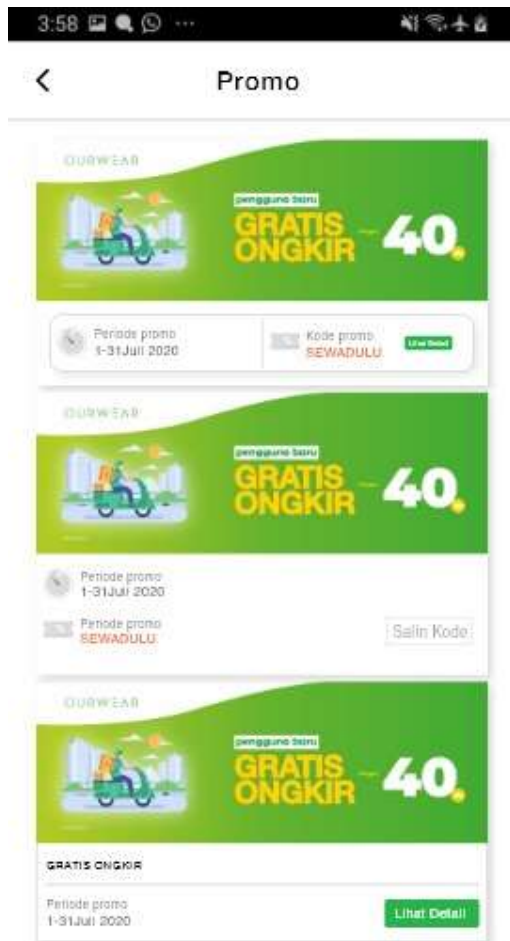 3:58
Promo
OURWEAR
pengguna baru
GRATIS
ONGKIR
40
Periode promo
1-31Juli 2020
Kode promo
SEWADULU
Lihat Detail
OURWEAR
pengguna baru
GRATIS
ONGKIR
40
Periode promo
1-31Juli 2020
Periode promo
SEWADULU
Salin Kode
OURWEAR
pengguna baru
GRATIS
ONGKIR
40
GRATIS ONGKIR
Periode promo
1-31Juli 2020
Lihat Detail